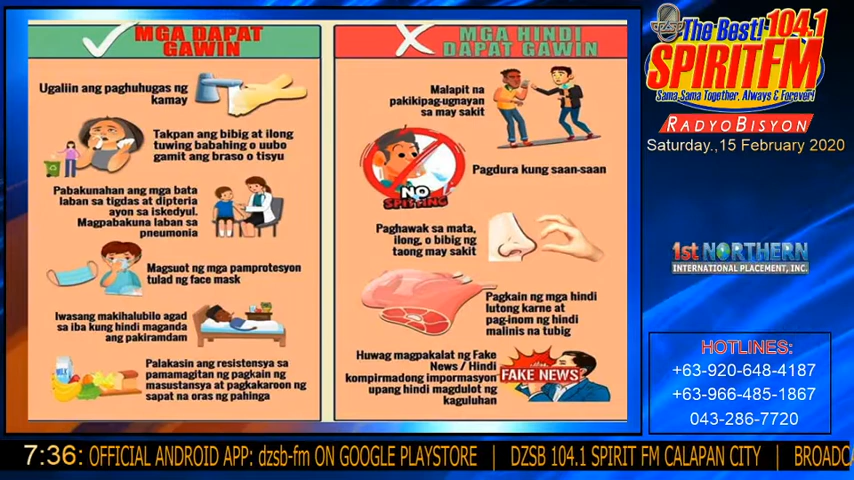 MGA DAPAT
GAWIN
Ugaliin ang paghuhugas ng
kamay
Takpan ang bibig at ilong
tuwing babahing o uubo
gamit ang braso o tisyu
Pabakunahan ang mga bata
laban sa tigdas at dipteria
ayon sa iskedyul.
Magpabakuna laban sa
pneumonia
Magsuot ng mga pamprotesyon
tulad ng face mask
Iwasang makihalubilo agad
sa iba kung hindi maganda
ang pakiramdam
MILK
Palakasin ang resistensya sa
pamamagitan ng pagkain ng
masustansya at pagkakaroon ng
sapat na oras ng pahinga
MGA HINDI
DAPAT GAWIN
Malapit na
pakikipag-ugnayan
sa may sakit
NO
SPITTING
Pagdura kung saan-saan
Paghawak sa mata,
ilong, o bibig ng
taong may sakit
Pagkain ng mga hindi
lutong karne at
pag-inom ng hindi
malinis na tubig
Huwag magpakalat ng Fake
News / Hindi
kompirmadong impormasyon
upang hindi magdulot ng
kaguluhan
FAKE NEWS
The Best! 104.1
SPIRIT FM
Sama Sama Together, Always & Forever!
RADYOBISYON
Saturday.,15 February 2020
1st NORTHERN
INTERNATIONAL PLACEMENT, INC.
HOTLINES:
+63-920-648-4187
+63-966-485-1867
043-286-7720
7:36: OFFICIAL ANDROID APP: dzsb-fm ON GOOGLE PLAYSTORE | DZSB 104.1 SPIRIT FM CALAPAN CITY | BROADCA